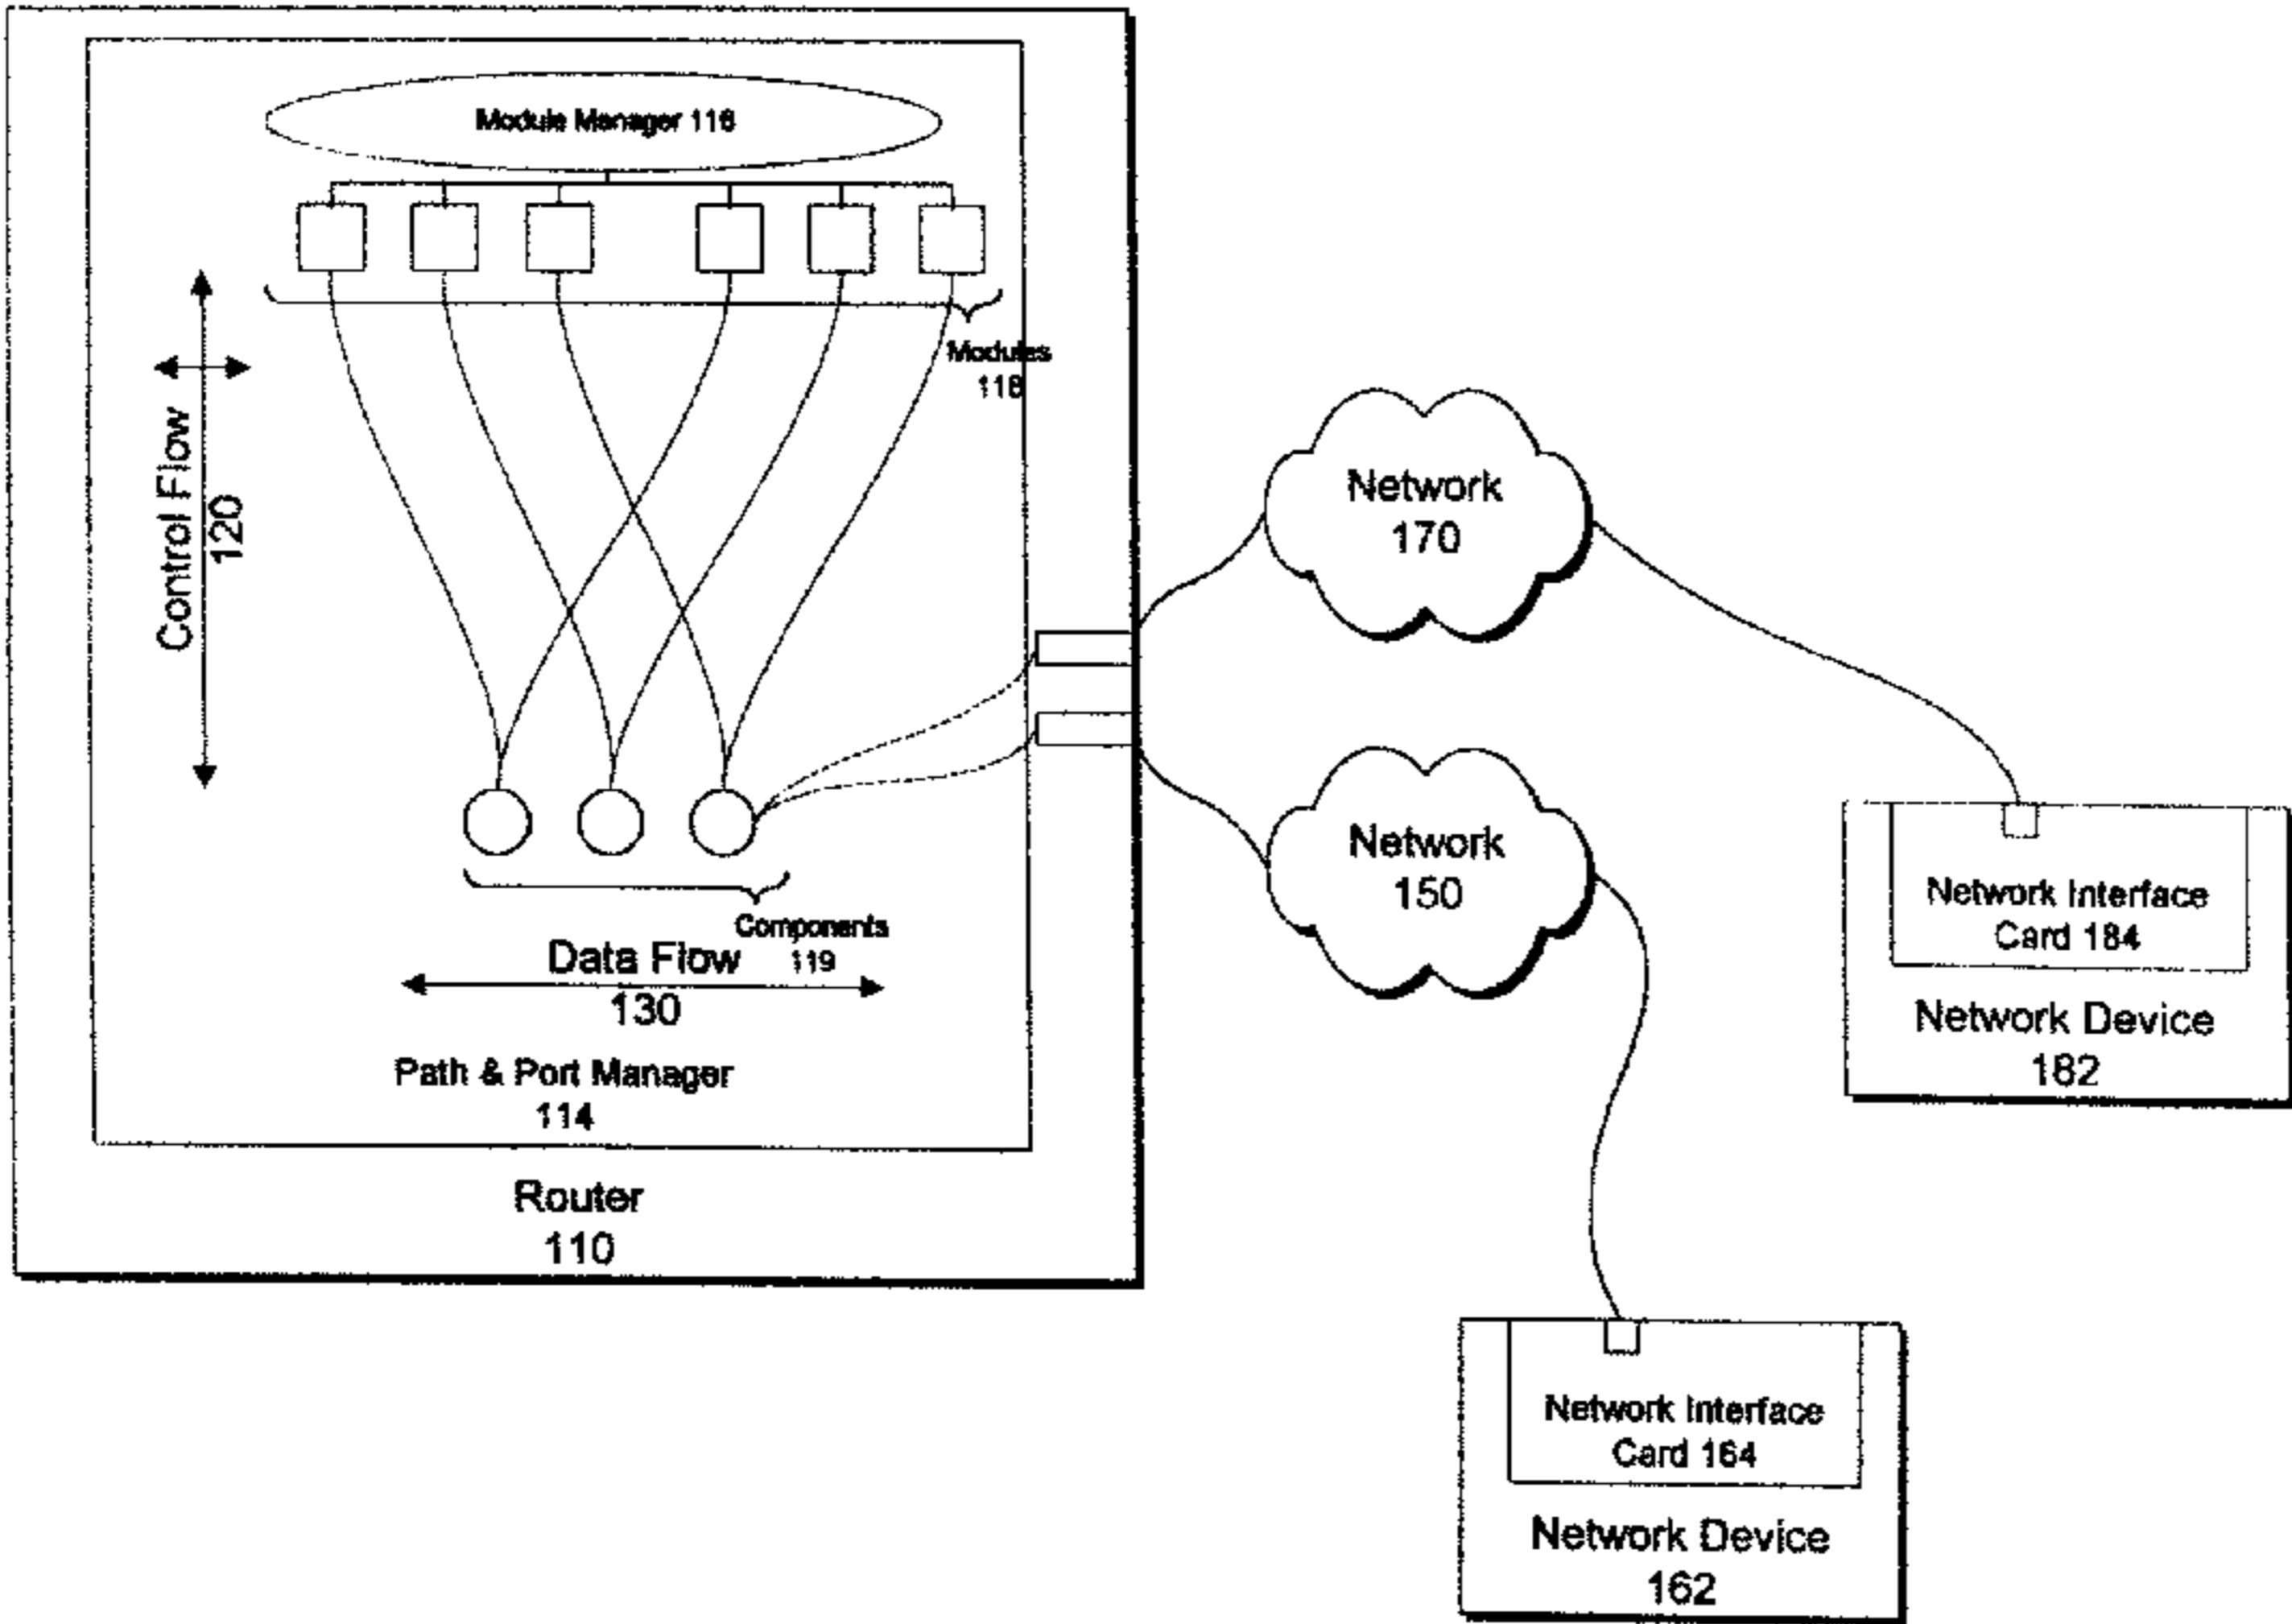 Module Manager 116
Modules
118
Control Flow
120
Components
119
Data Flow
130
Path & Port Manager
114
Router
110
Network
170
Network
150
Network Interface
Card 184
Network Device
182
Network Interface
Card 164
Network Device
162